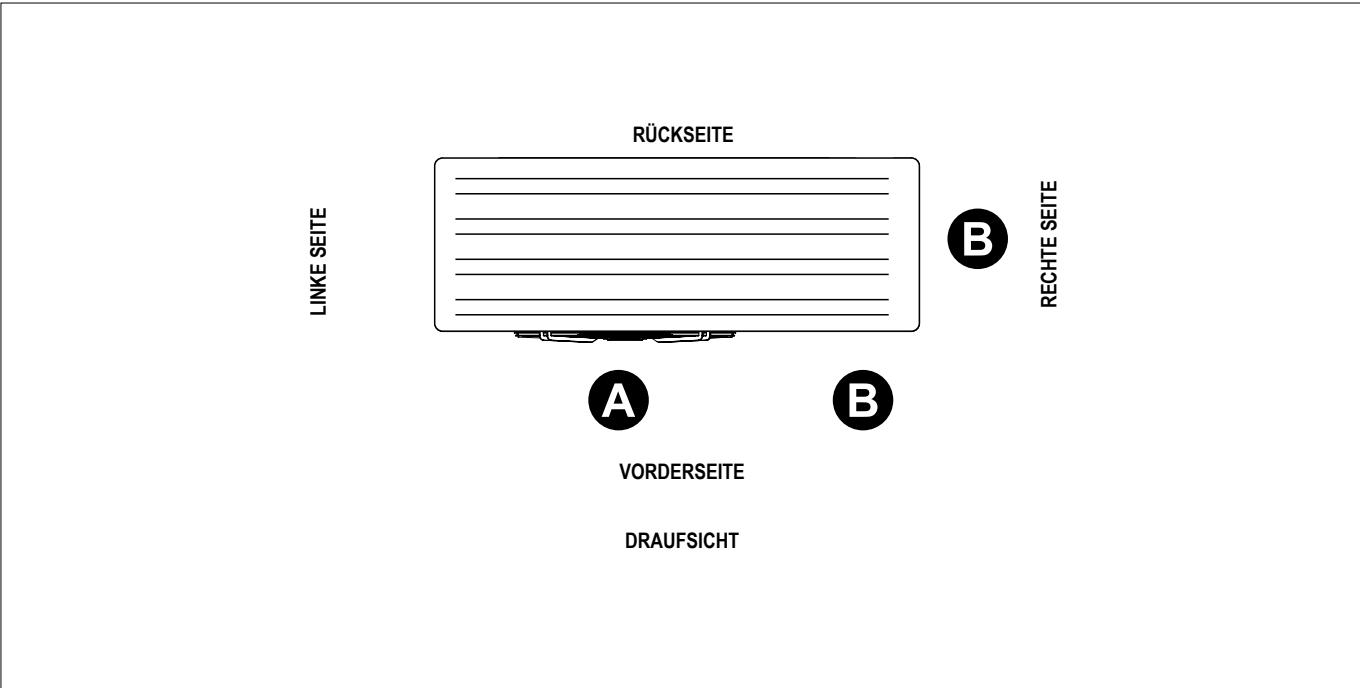 RÜCKSEITE
LINKE SEITE
B
RECHTE SEITE
A
B
VORDERSEITE
DRAUFSICHT